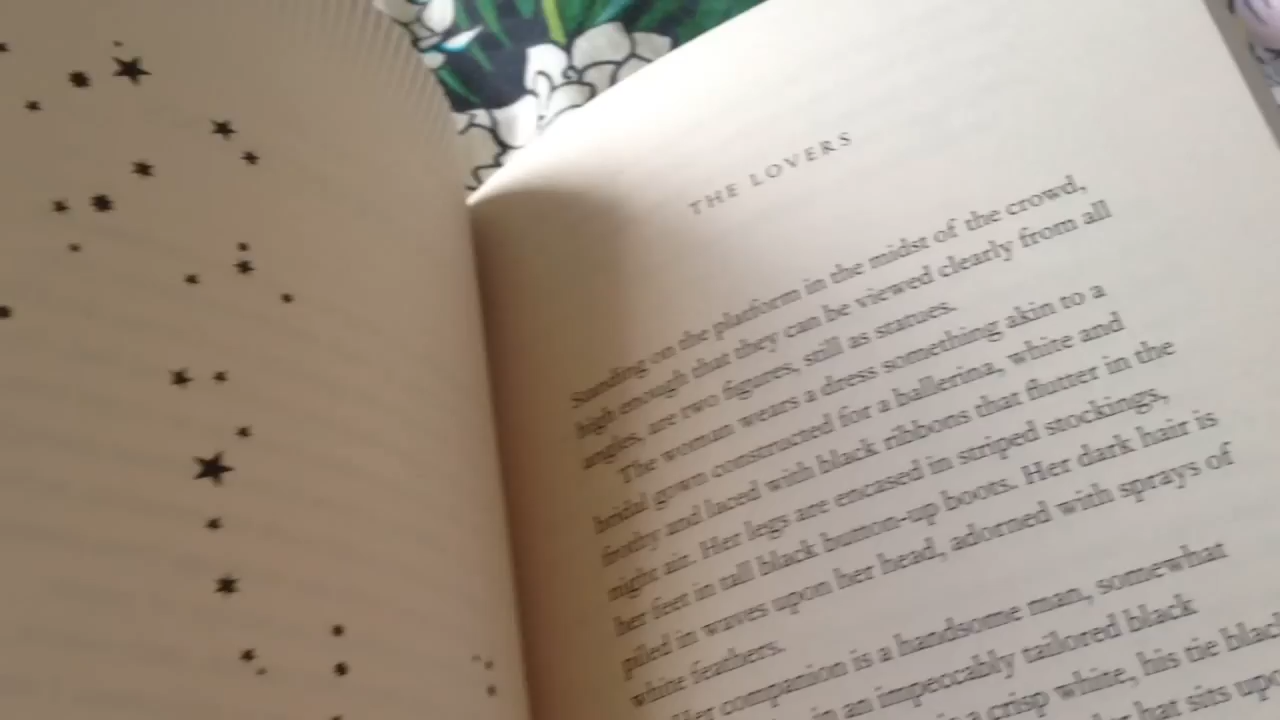 THE LOVERS
Standing on the platform in the midst of the crowd,
high enough that they can be viewed clearly from all
angles, are two figures, still as statues.
The woman wears a dress something akin to a
bridal gown constructed for a ballerina, white and
frothy and laced with black ribbons that flutter in the
night air. Her legs are encased in striped stockings,
her feet in tall black button-up boots. Her dark hair is
piled in waves upon her head, adorned with sprays of
white feathers.
Her companion is a handsome man, somewhat
in an impeccably tailored black
is a crisp white, his tie black
hat sits upon